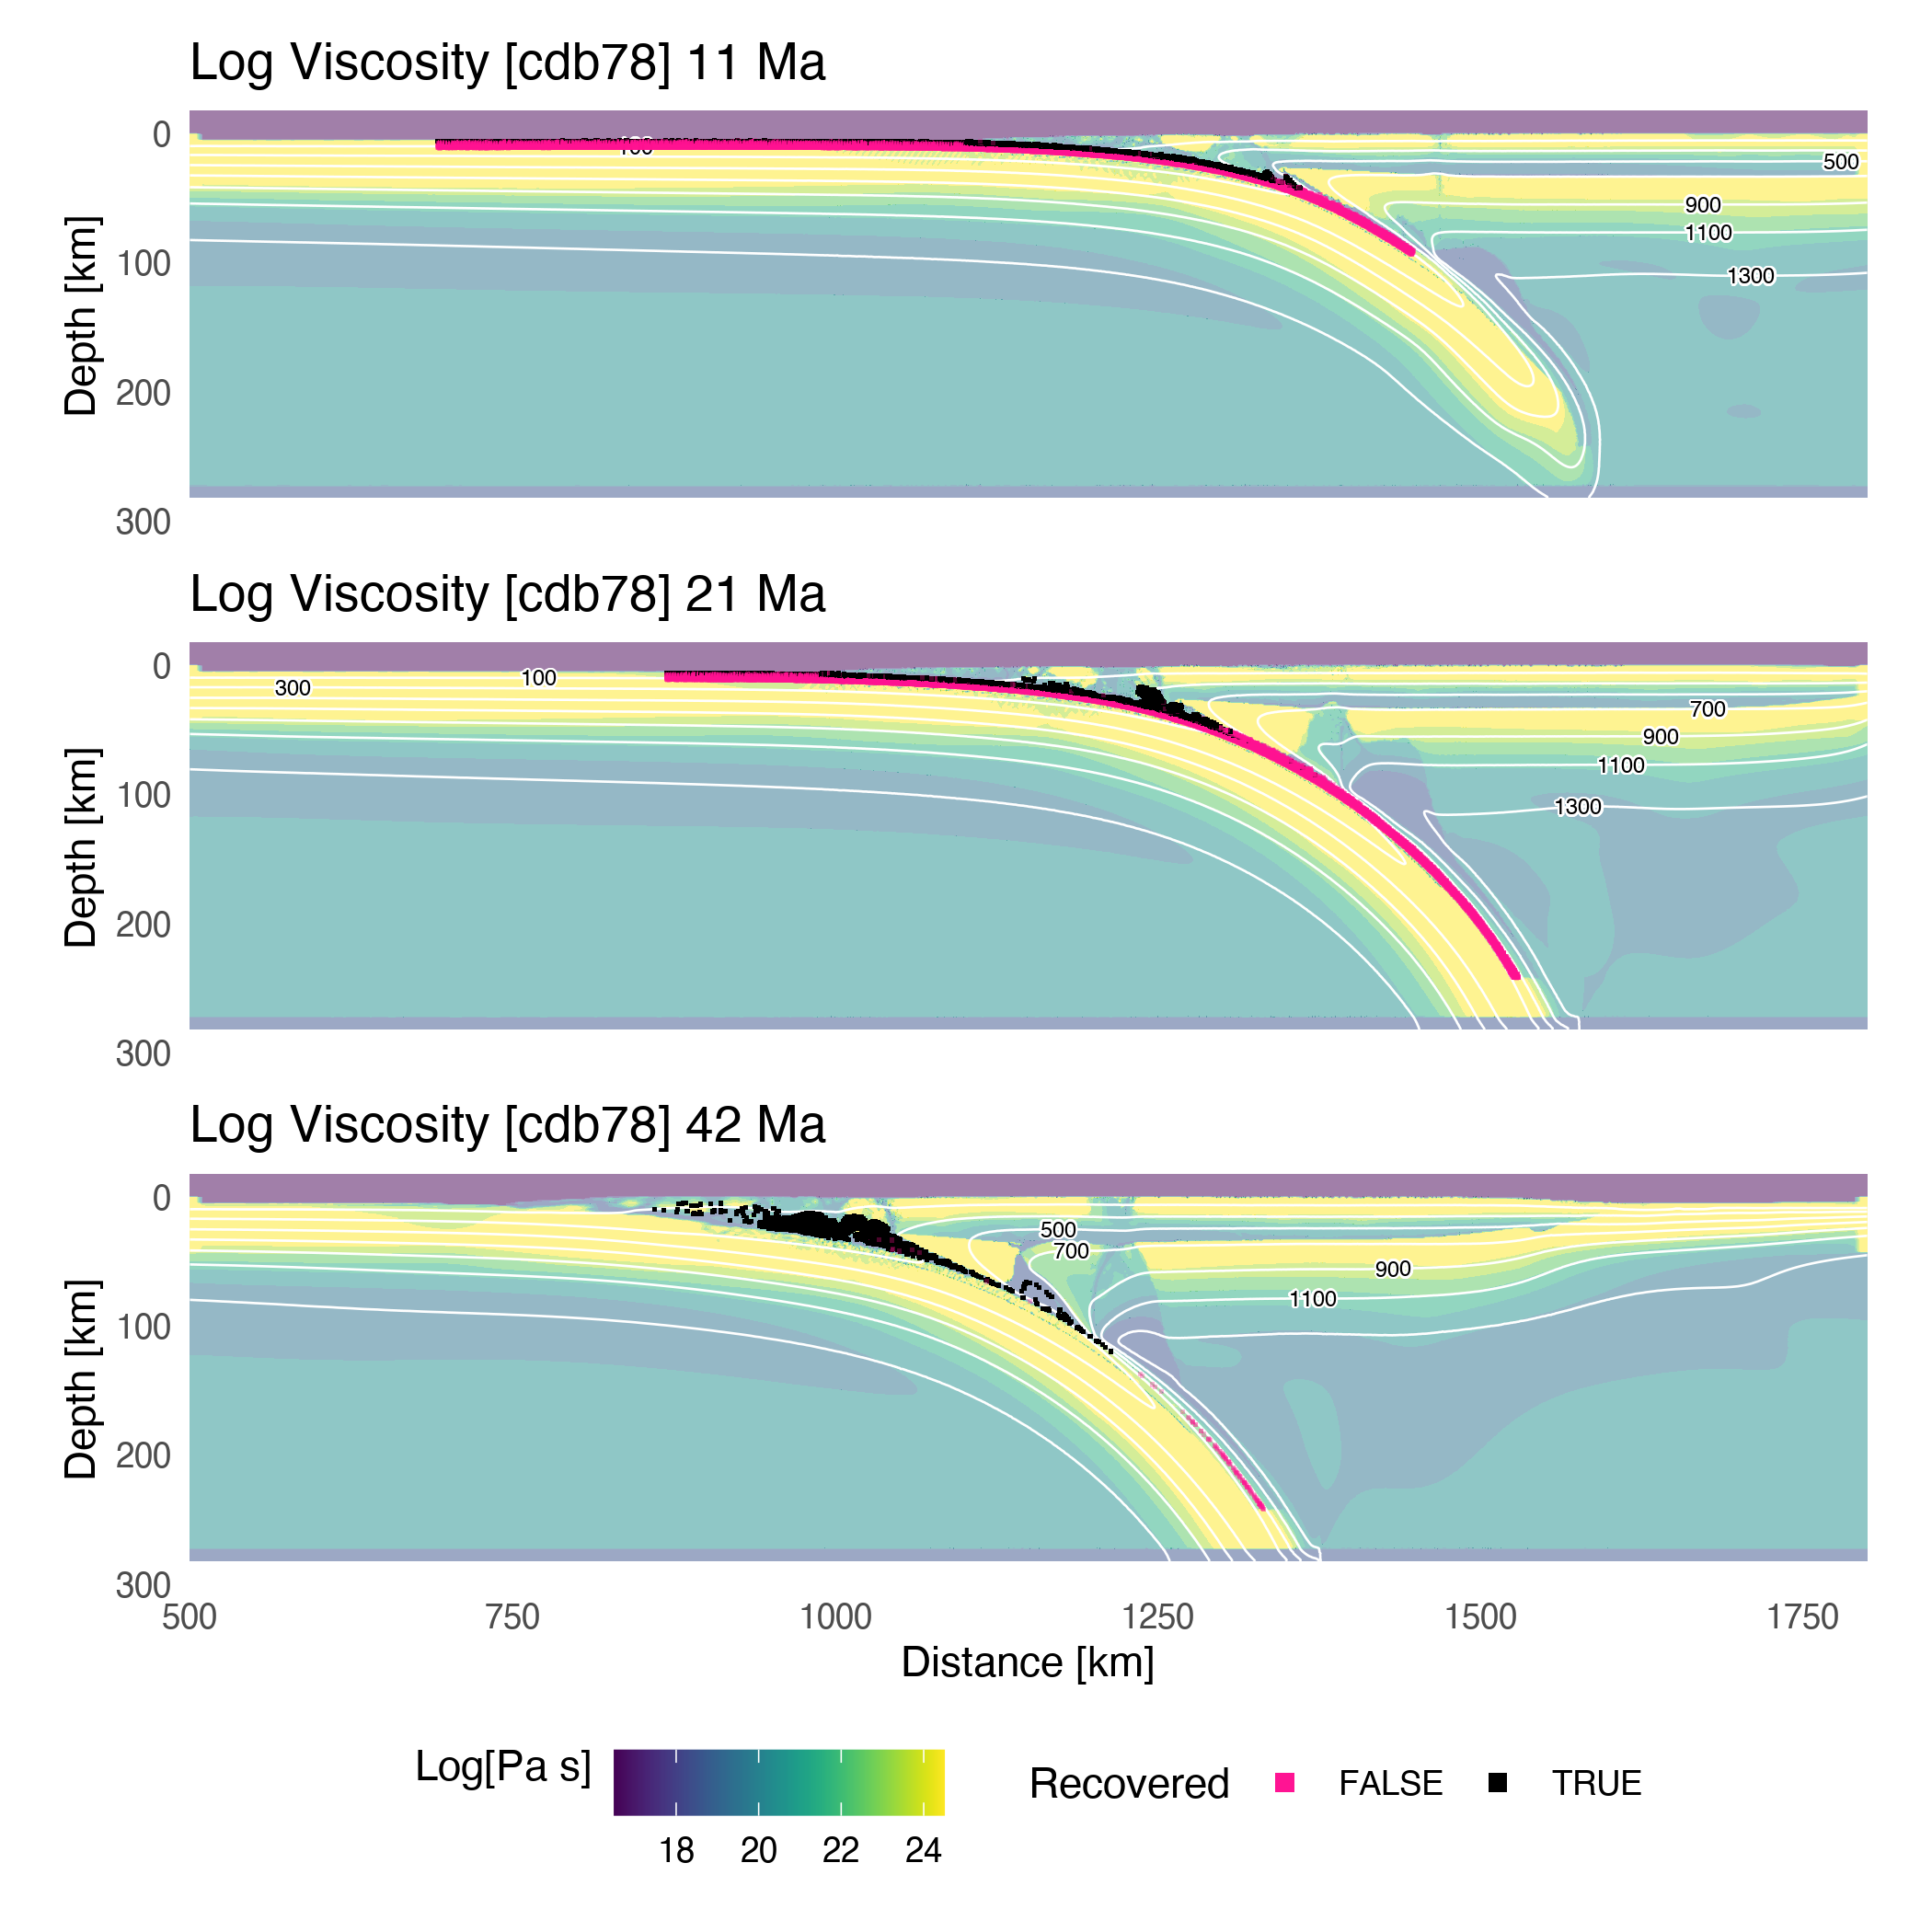 Log Viscosity [cdb78] 11 Ma
0
100
200
300
Depth [km]
100
500
900
1100
1300
Log Viscosity [cdb78] 21 Ma
0
100
200
300
Depth [km]
300
100
700
900
1100
1300
Log Viscosity [cdb78] 42 Ma
0
100
200
300
Depth [km]
500
700
900
1100
500 750 1000 1250 1500 1750
Distance [km]
Log[Pa s]
18 20 22 24
Recovered FALSE TRUE